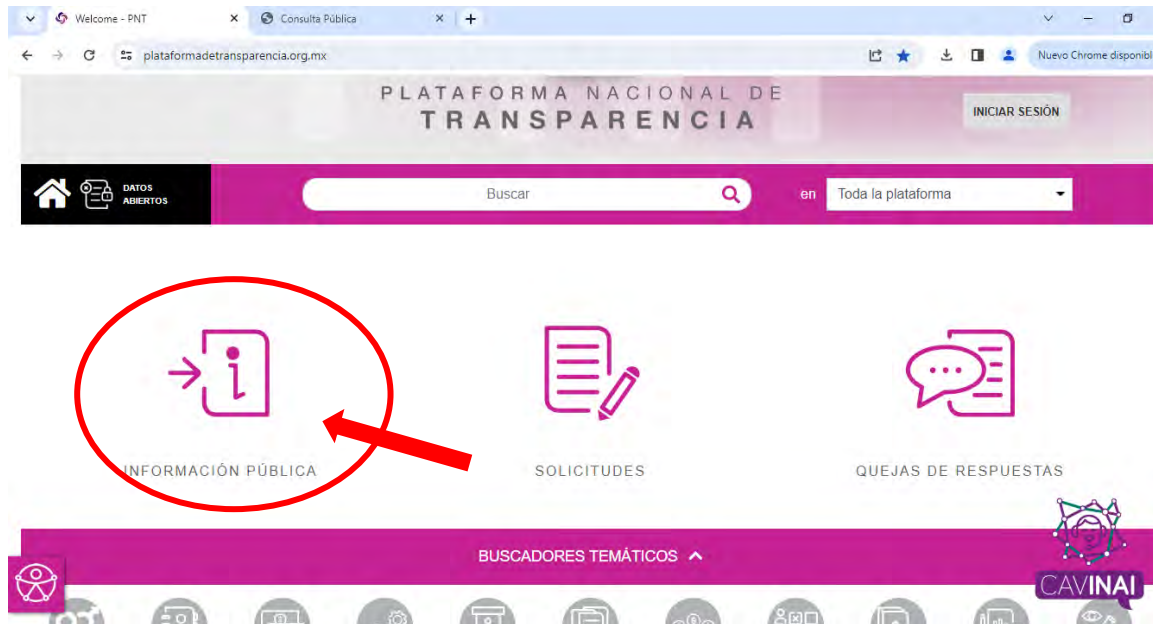 Welcome - PNT
Consulta Pública
plataformadetransparencia.org.mx
Nuevo Chrome disponibl
PLATAFORMA NACIONAL DE
TRANSPARENCIA
INICIAR SESIÓN
DATOS
ABIERTOS
Buscar
en
Toda la plataforma
INFORMACIÓN PÚBLICA
SOLICITUDES
QUEJAS DE RESPUESTAS
BUSCADORES TEMÁTICOS
CAVINAI